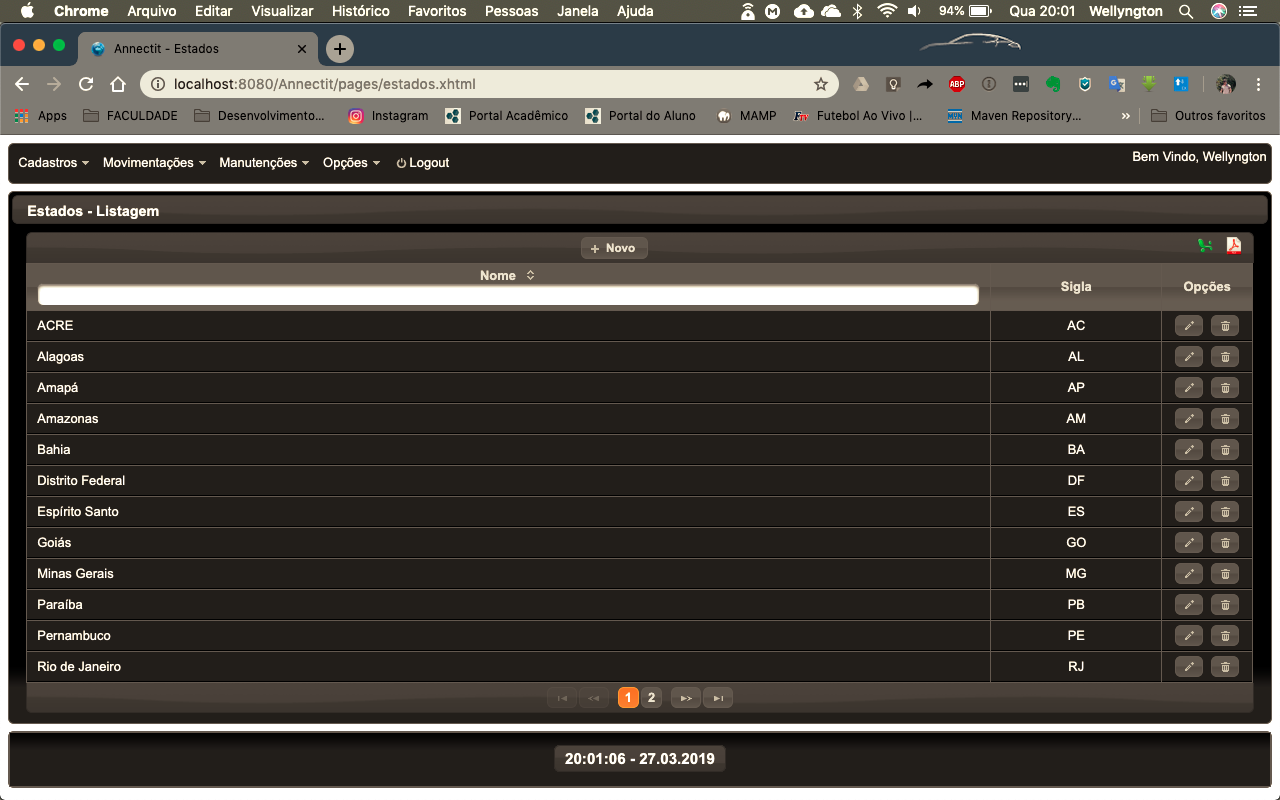 Chrome Arquivo Editar Visualizar Histórico Favoritos Pessoas Janela Ajuda 94% Qua 20:01 Wellyngton
Annectit - Estados
localhost:8080/Annectit/pages/estados.xhtml ABP
Apps FACULDADE Desenvolvimento... Instagram Portal Acadêmico Portal do Aluno MAMP Futebol Ao Vivo |... Maven Repository... » Outros favoritos
Cadastros Movimentações Manutenções Opções Logout Bem Vindo, Wellyngton
Estados - Listagem
+ Novo
Nome Sigla Opções
ACRE AC
Alagoas AL
Amapá AP
Amazonas AM
Bahia BA
Distrito Federal DF
Espírito Santo ES
Goiás GO
Minas Gerais MG
Paraíba PB
Pernambuco PE
Rio de Janeiro RJ
1 2
20:01:06 - 27.03.2019